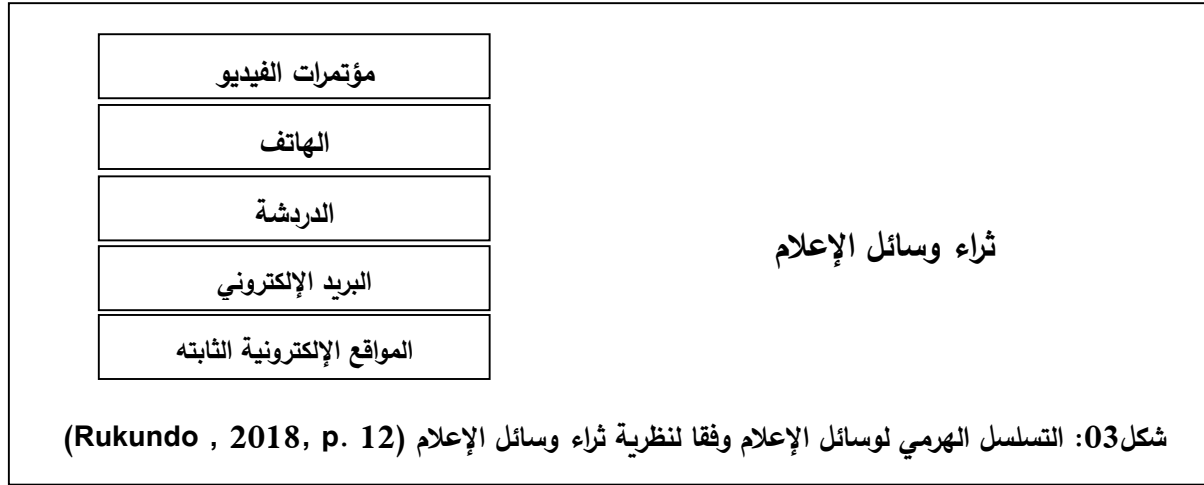 مؤتمرات الفيديو
الهاتف
الدردشة
البريد الإلكتروني
المواقع الإلكترونية الثابته
ثراء وسائل الإعلام
شكل03: التسلسل الهرمي لوسائل الإعلام وفقا لنظرية ثراء وسائل الإعلام (Rukundo , 2018, p. 12)